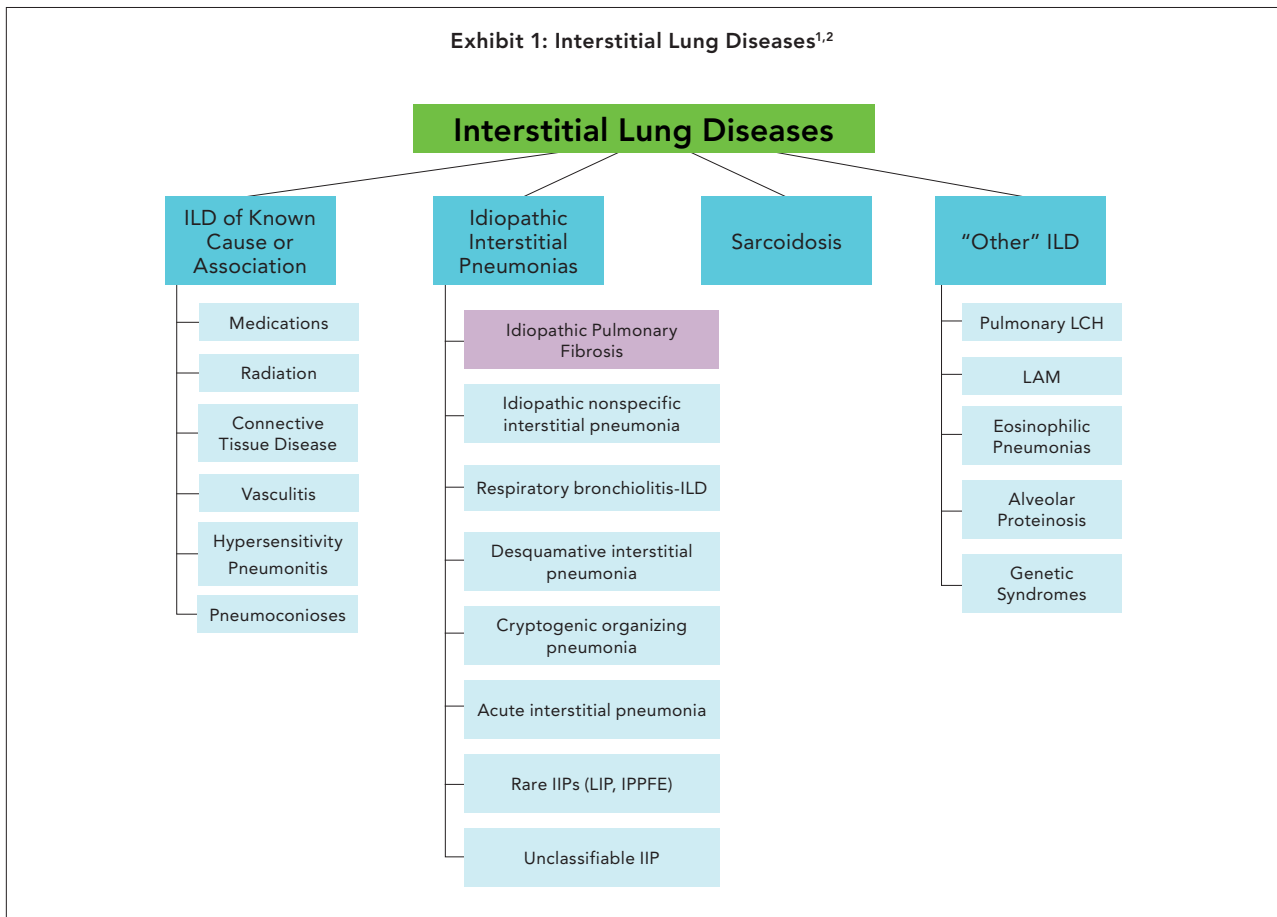 Exhibit 1: Interstitial Lung Diseases1,2
Interstitial Lung Diseases
ILD of Known
Cause or
Association
Medications
Radiation
Connective
Tissue Disease
Vasculitis
Hypersensitivity
Pneumonitis
Pneumoconioses
Idiopathic
Interstitial
Pneumonias
Idiopathic Pulmonary
Fibrosis
Idiopathic nonspecific
interstitial pneumonia
Respiratory bronchiolitis-ILD
Desquamative interstitial
pneumonia
Cryptogenic organizing
pneumonia
Acute interstitial pneumonia
Rare IIPs (LIP, IPPFE)
Unclassifiable IIP
Sarcoidosis
“Other” ILD
Pulmonary LCH
LAM
Eosinophilic
Pneumonias
Alveolar
Proteinosis
Genetic
Syndromes